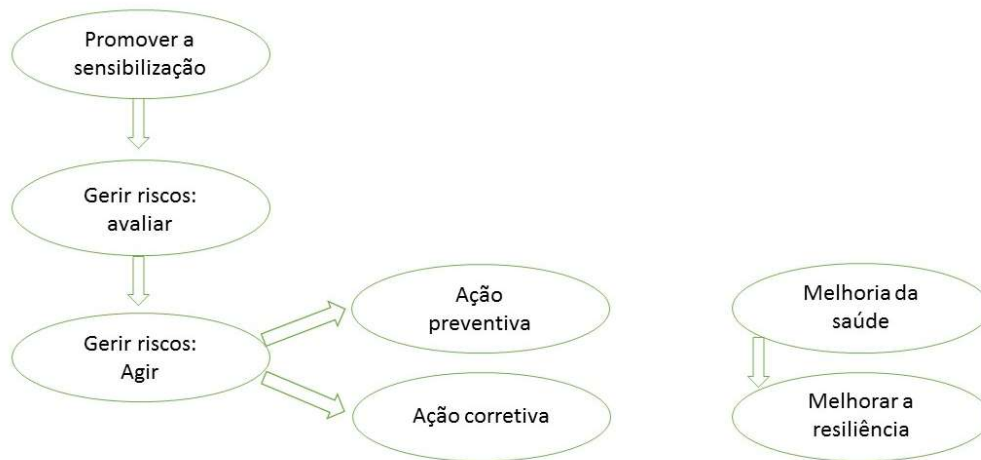 Promover a
sensibilização
Gerir riscos:
avaliar
Gerir riscos:
Agir
Ação
preventiva
Ação corretiva
Melhoria da
saúde
Melhorar a
resiliência